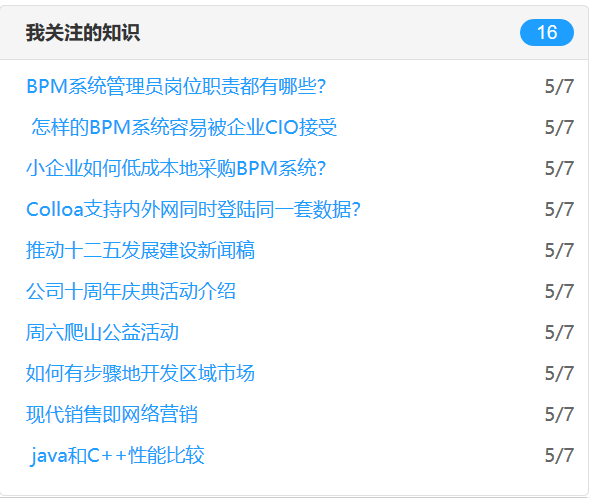 我关注的知识 16
BPM系统管理员岗位职责都有哪些? 5/7
怎样的BPM系统容易被企业CIO接受 5/7
小企业如何低成本地采购BPM系统? 5/7
Colloa支持内外网同时登陆同一套数据? 5/7
推动十二五发展建设新闻稿 5/7
公司十周年庆典活动介绍 5/7
周六爬山公益活动 5/7
如何有步骤地开发区域市场 5/7
现代销售即网络营销 5/7
java和C++性能比较 5/7